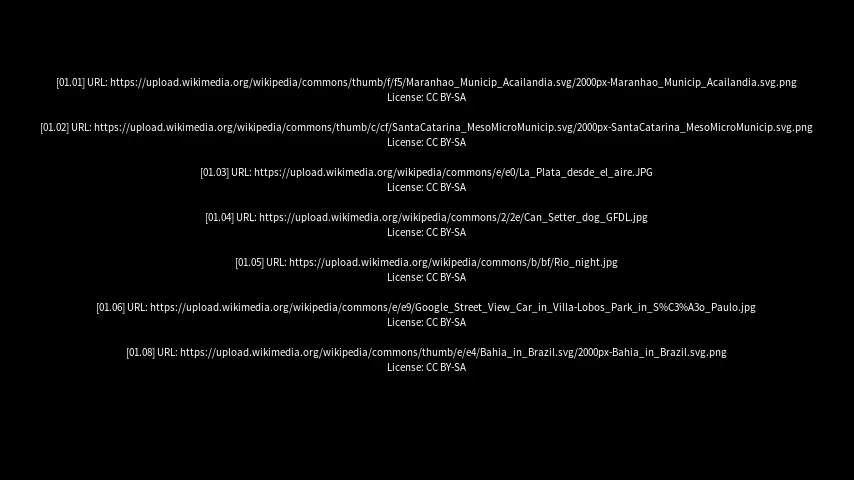 [01.01] URL: https://upload.wikimedia.org/wikipedia/commons/thumb/f/f5/Maranhao_Municip_Acailandia.svg/2000px-Maranhao_Municip_Acailandia.svg.png
License: CC BY-SA
[01.02] URL: https://upload.wikimedia.org/wikipedia/commons/thumb/c/cf/SantaCatarina_MesoMicroMunicip.svg/2000px-SantaCatarina_MesoMicroMunicip.svg.png
License: CC BY-SA
[01.03] URL: https://upload.wikimedia.org/wikipedia/commons/e/e0/La_Plata_desde_el_aire.JPG
License: CC BY-SA
[01.04] URL: https://upload.wikimedia.org/wikipedia/commons/2/2e/Can_Setter_dog_GFDL.jpg
License: CC BY-SA
[01.05] URL: https://upload.wikimedia.org/wikipedia/commons/b/bf/Rio_night.jpg
License: CC BY-SA
[01.06] URL: https://upload.wikimedia.org/wikipedia/commons/e/e9/Google_Street_View_Car_in_Villa-Lobos_Park_in_S%C3%A3o_Paulo.jpg
License: CC BY-SA
[01.08] URL: https://upload.wikimedia.org/wikipedia/commons/thumb/e/e4/Bahia_in_Brazil.svg/2000px-Bahia_in_Brazil.svg.png
License: CC BY-SA